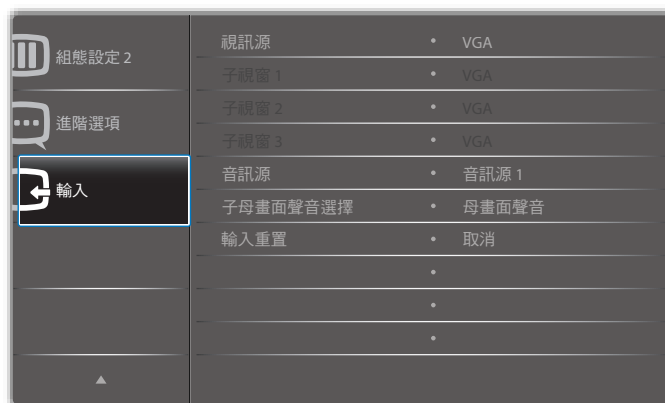 組態設定 2
進階選項
輸入
視訊源 • VGA
子視窗 1 • VGA
子視窗 2 • VGA
子視窗 3 • VGA
音訊源 • 音訊源 1
子母畫面聲音選擇 • 母畫面聲音
輸入重置 • 取消
•
•
•